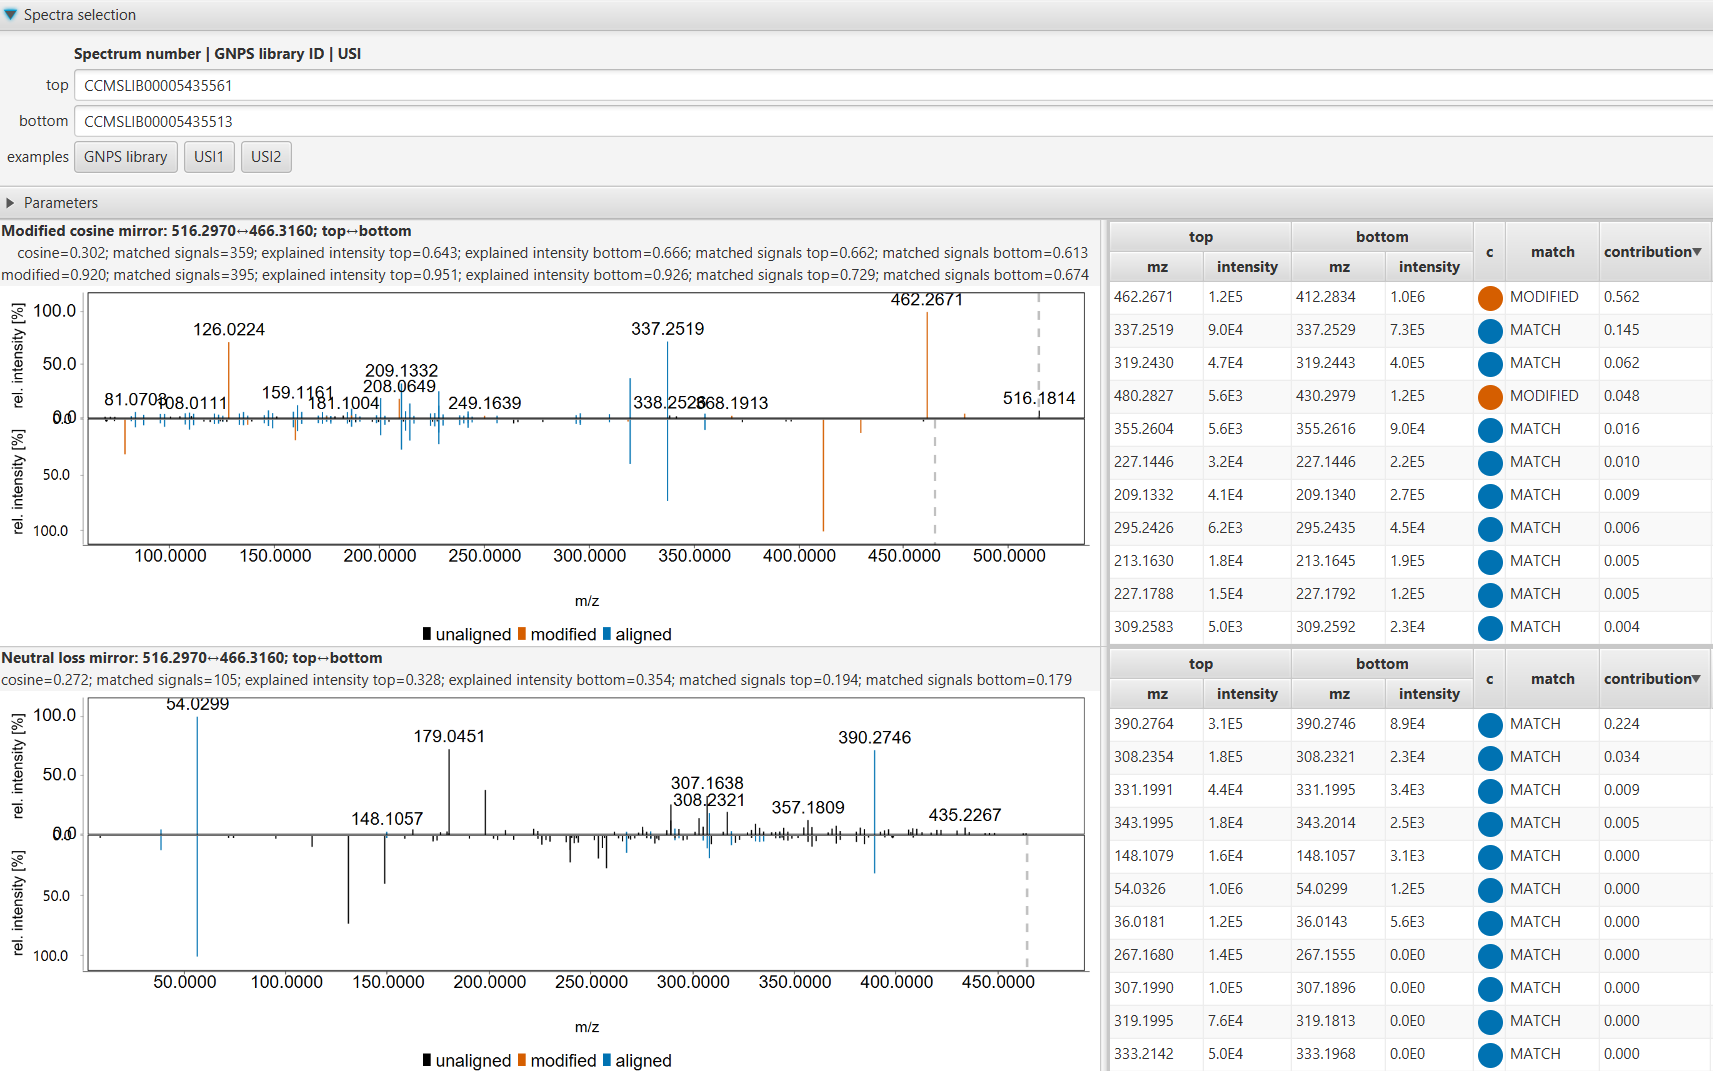 Spectra selection
Spectrum number | GNPS library ID | USI
top CCMSLIB00005435561
bottom CCMSLIB00005435513
examples GNPS library USI1 USI2
Parameters
Modified cosine mirror: 516.2970↔466.3160; top↔bottom
cosine=0.302; matched signals=359; explained intensity top=0.643; explained intensity bottom=0.666; matched signals top=0.662; matched signals bottom=0.613
modified=0.920; matched signals=395; explained intensity top=0.951; explained intensity bottom=0.926; matched signals top=0.729; matched signals bottom=0.674
rel. intensity [%]
100.0
50.0
0.0
462.2671
126.0224
337.2519
209.1332
208.0649
159.1161
81.0703
108.0111
181.1004
249.1639
338.2526
368.1913
516.1814
rel. intensity [%]
0.0
50.0
100.0
100.0000 150.0000 200.0000 250.0000 300.0000 350.0000 400.0000 450.0000 500.0000
m/z
unaligned modified aligned
top bottom c match contribution
mz intensity mz intensity
462.2671 1.2E5 412.2834 1.0E6 MODIFIED 0.562
337.2519 9.0E4 337.2529 7.3E5 MATCH 0.145
319.2430 4.7E4 319.2443 4.0E5 MATCH 0.062
480.2827 5.6E3 430.2979 1.2E5 MODIFIED 0.048
355.2604 5.6E3 355.2616 9.0E4 MATCH 0.016
227.1446 3.2E4 227.1446 2.2E5 MATCH 0.010
209.1332 4.1E4 209.1340 2.7E5 MATCH 0.009
295.2426 6.2E3 295.2435 4.5E4 MATCH 0.006
213.1630 1.8E4 213.1645 1.9E5 MATCH 0.005
227.1788 1.5E4 227.1792 1.2E5 MATCH 0.005
309.2583 5.0E3 309.2592 2.3E4 MATCH 0.004
Neutral loss mirror: 516.2970↔466.3160; top↔bottom
cosine=0.272; matched signals=105; explained intensity top=0.328; explained intensity bottom=0.354; matched signals top=0.194; matched signals bottom=0.179
rel. intensity [%]
100.0
50.0
0.0
54.0299
179.0451
390.2746
307.1638
308.2321
148.1057
357.1809
435.2267
rel. intensity [%]
0.0
50.0
100.0
50.0000 100.0000 150.0000 200.0000 250.0000 300.0000 350.0000 400.0000 450.0000
m/z
unaligned modified aligned
top bottom c match contribution
mz intensity mz intensity
390.2764 3.1E5 390.2746 8.9E4 MATCH 0.224
308.2354 1.8E5 308.2321 2.3E4 MATCH 0.034
331.1991 4.4E4 331.1995 3.4E3 MATCH 0.009
343.1995 1.8E4 343.2014 2.5E3 MATCH 0.005
148.1079 1.6E4 148.1057 3.1E3 MATCH 0.000
54.0326 1.0E6 54.0299 1.2E5 MATCH 0.000
36.0181 1.2E5 36.0143 5.6E3 MATCH 0.000
267.1680 1.4E5 267.1555 0.0E0 MATCH 0.000
307.1990 1.0E5 307.1896 0.0E0 MATCH 0.000
319.1995 7.6E4 319.1813 0.0E0 MATCH 0.000
333.2142 5.0E4 333.1968 0.0E0 MATCH 0.000